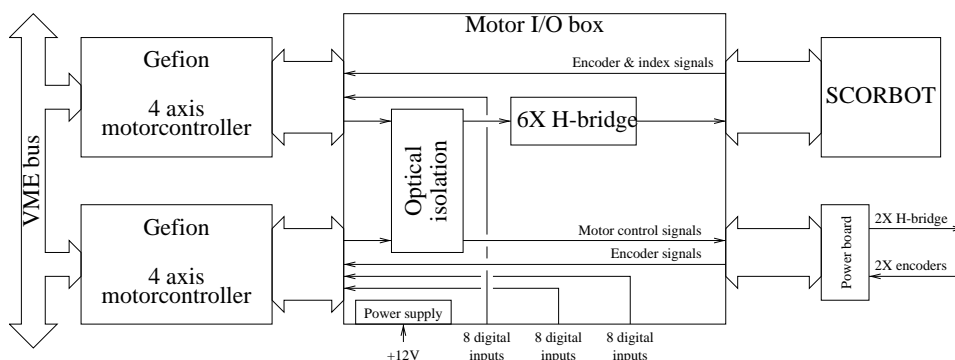 Motor I/O box
Gefion
4 axis
motorcontroller
Encoder & index signals
6X H-bridge
SCORBOT
VME bus
Optical
isolation
Gefion
4 axis
motorcontroller
Motor control signals
Encoder signals
Power board
2X H-bridge
2X encoders
Power supply
+12V
8 digital
inputs
8 digital
inputs
8 digital
inputs